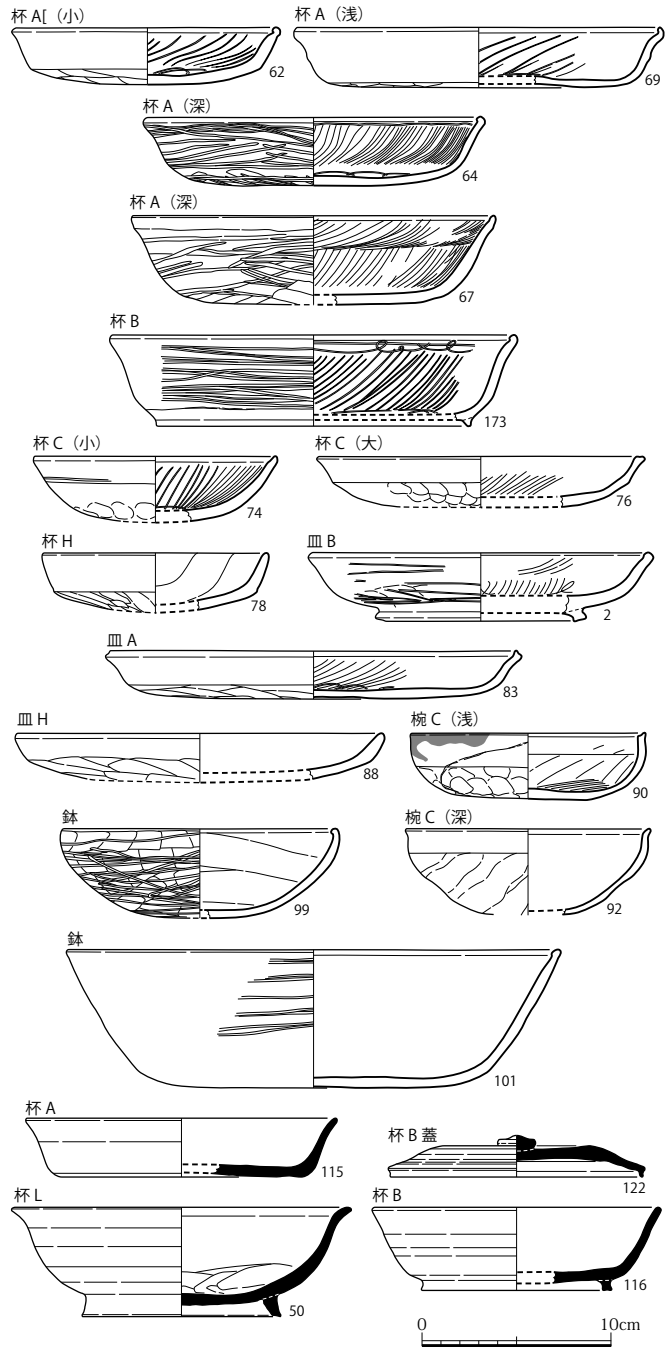 杯 A[（小） 杯 A（浅）
62 69
杯 A（深）
64
杯 A（深）
67
杯 B
173
杯 C（小） 杯 C（大）
74 76
杯 H 皿 B
78 2
皿 A
83
皿 H 椀 C（浅）
88 90
鉢 椀 C（深）
99 92
鉢
101
杯 A 杯 B 蓋
115 122
杯 L 杯 B
50 116
0 10cm